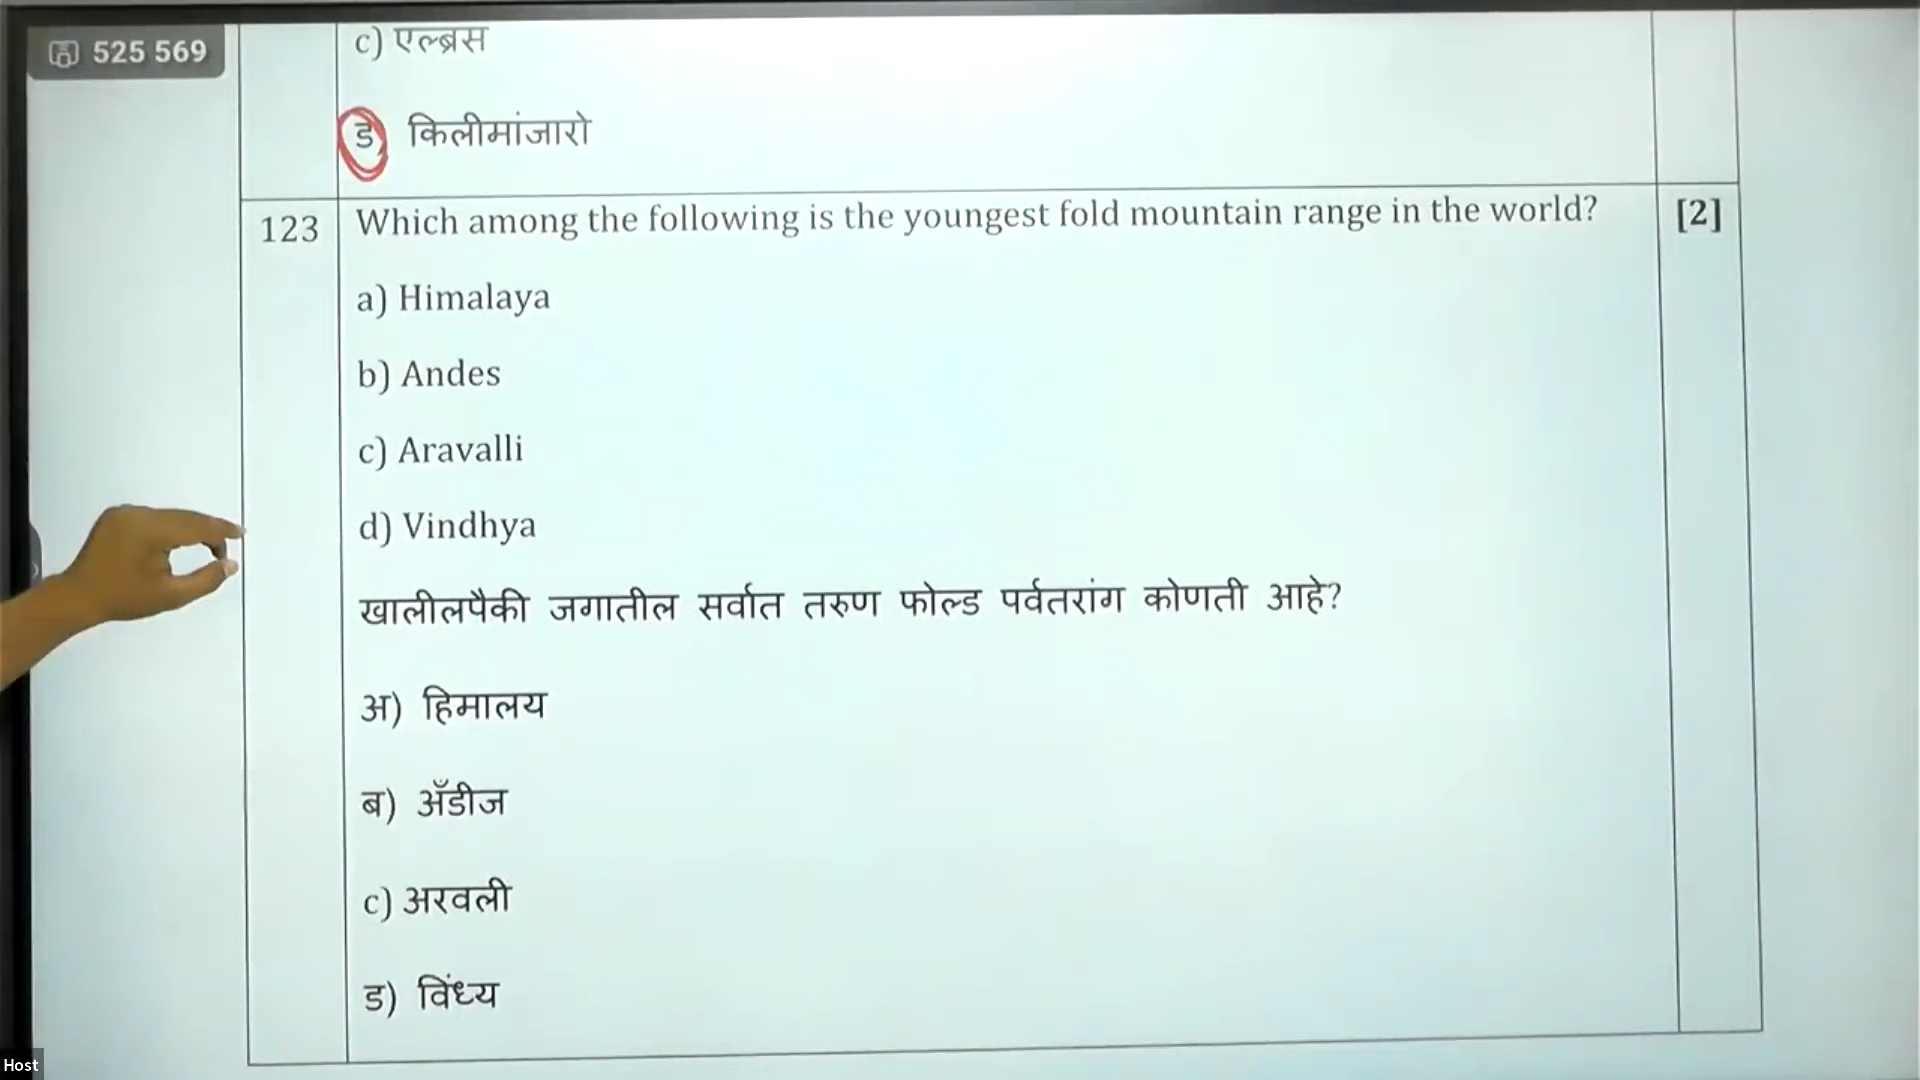 525 569
c) एल्ब्रस
ड) किलीमांजारो
123 Which among the following is the youngest fold mountain range in the world? [2]
a) Himalaya
b) Andes
c) Aravalli
d) Vindhya
खालीलपैकी जगातील सर्वात तरुण फोल्ड पर्वतरांग कोणती आहे?
अ) हिमालय
ब) अँडीज
c) अरवली
ड) विंध्य
Host